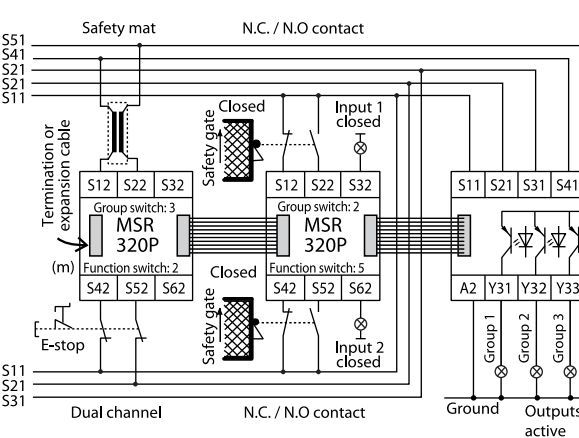 Safety mat
N.C. / N.O contact
S51
S41
S21
S21
S11
Termination or
expansion cable
(m)
Closed
Safety gate
Input 1
closed
S12 S22 S32
Group switch: 3
MSR
320P
Function switch: 2
S42 S52 S62
S12 S22 S32
Group switch: 2
MSR
320P
Function switch: 5
S42 S52 S62
S11 S21 S31 S41
A2 Y31 Y32 Y33
Closed
Safety gate
Input 2
closed
E-stop
Group 1
Group 2
Group 3
S11
S21
S31
Dual channel
N.C. / N.O contact
Ground
Outputs
active